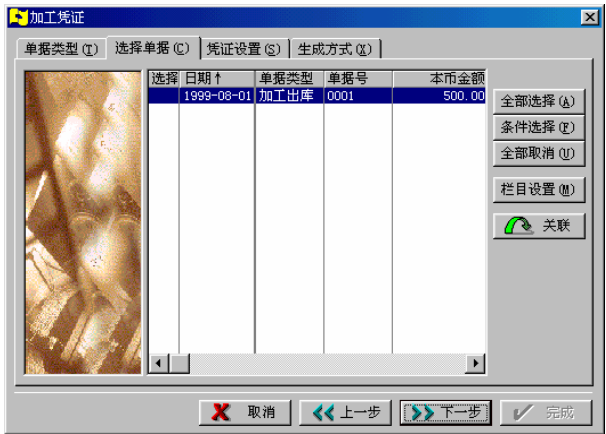 加工凭证
单据类型(T) 选择单据(C) 凭证设置(S) 生成方式(X)
选择 日期↑ 单据类型 单据号 本币金额
1999-08-01 加工出库 0001 500.00
全部选择(A)
条件选择(F)
全部取消(U)
栏目设置(M)
关联
取消 上一步 下一步 完成